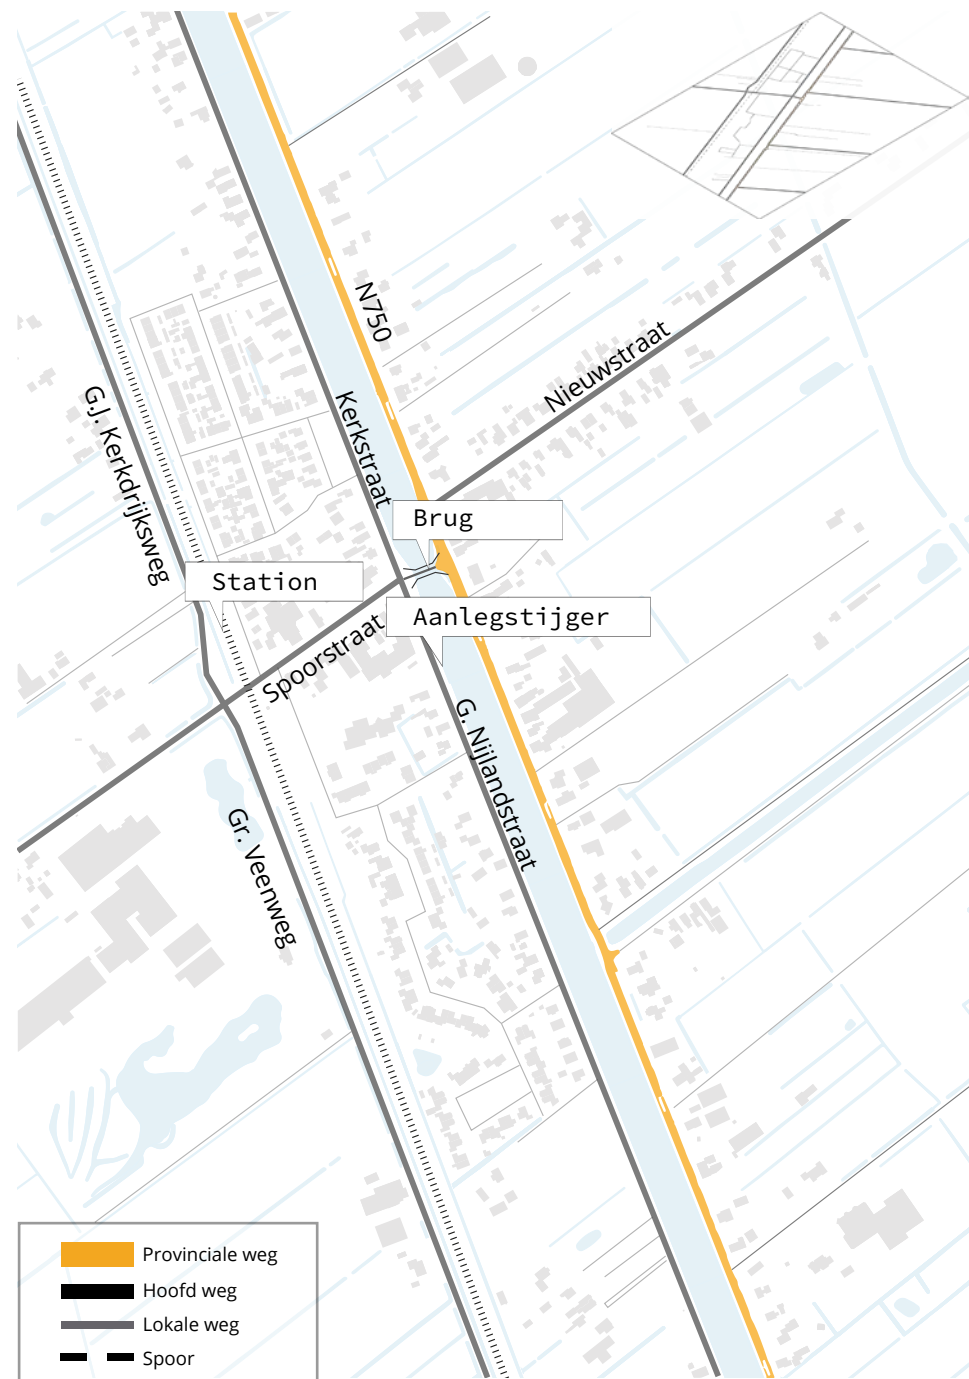 N750
Nieuwstraat
Kerkstraat
G.J. Kerkdrijksweg
Brug
Station
Aanlegstijger
Spoorstraat
G. Nijlandstraat
Gr. Veenweg
Provinciale weg
Hoofd weg
Lokale weg
Spoor